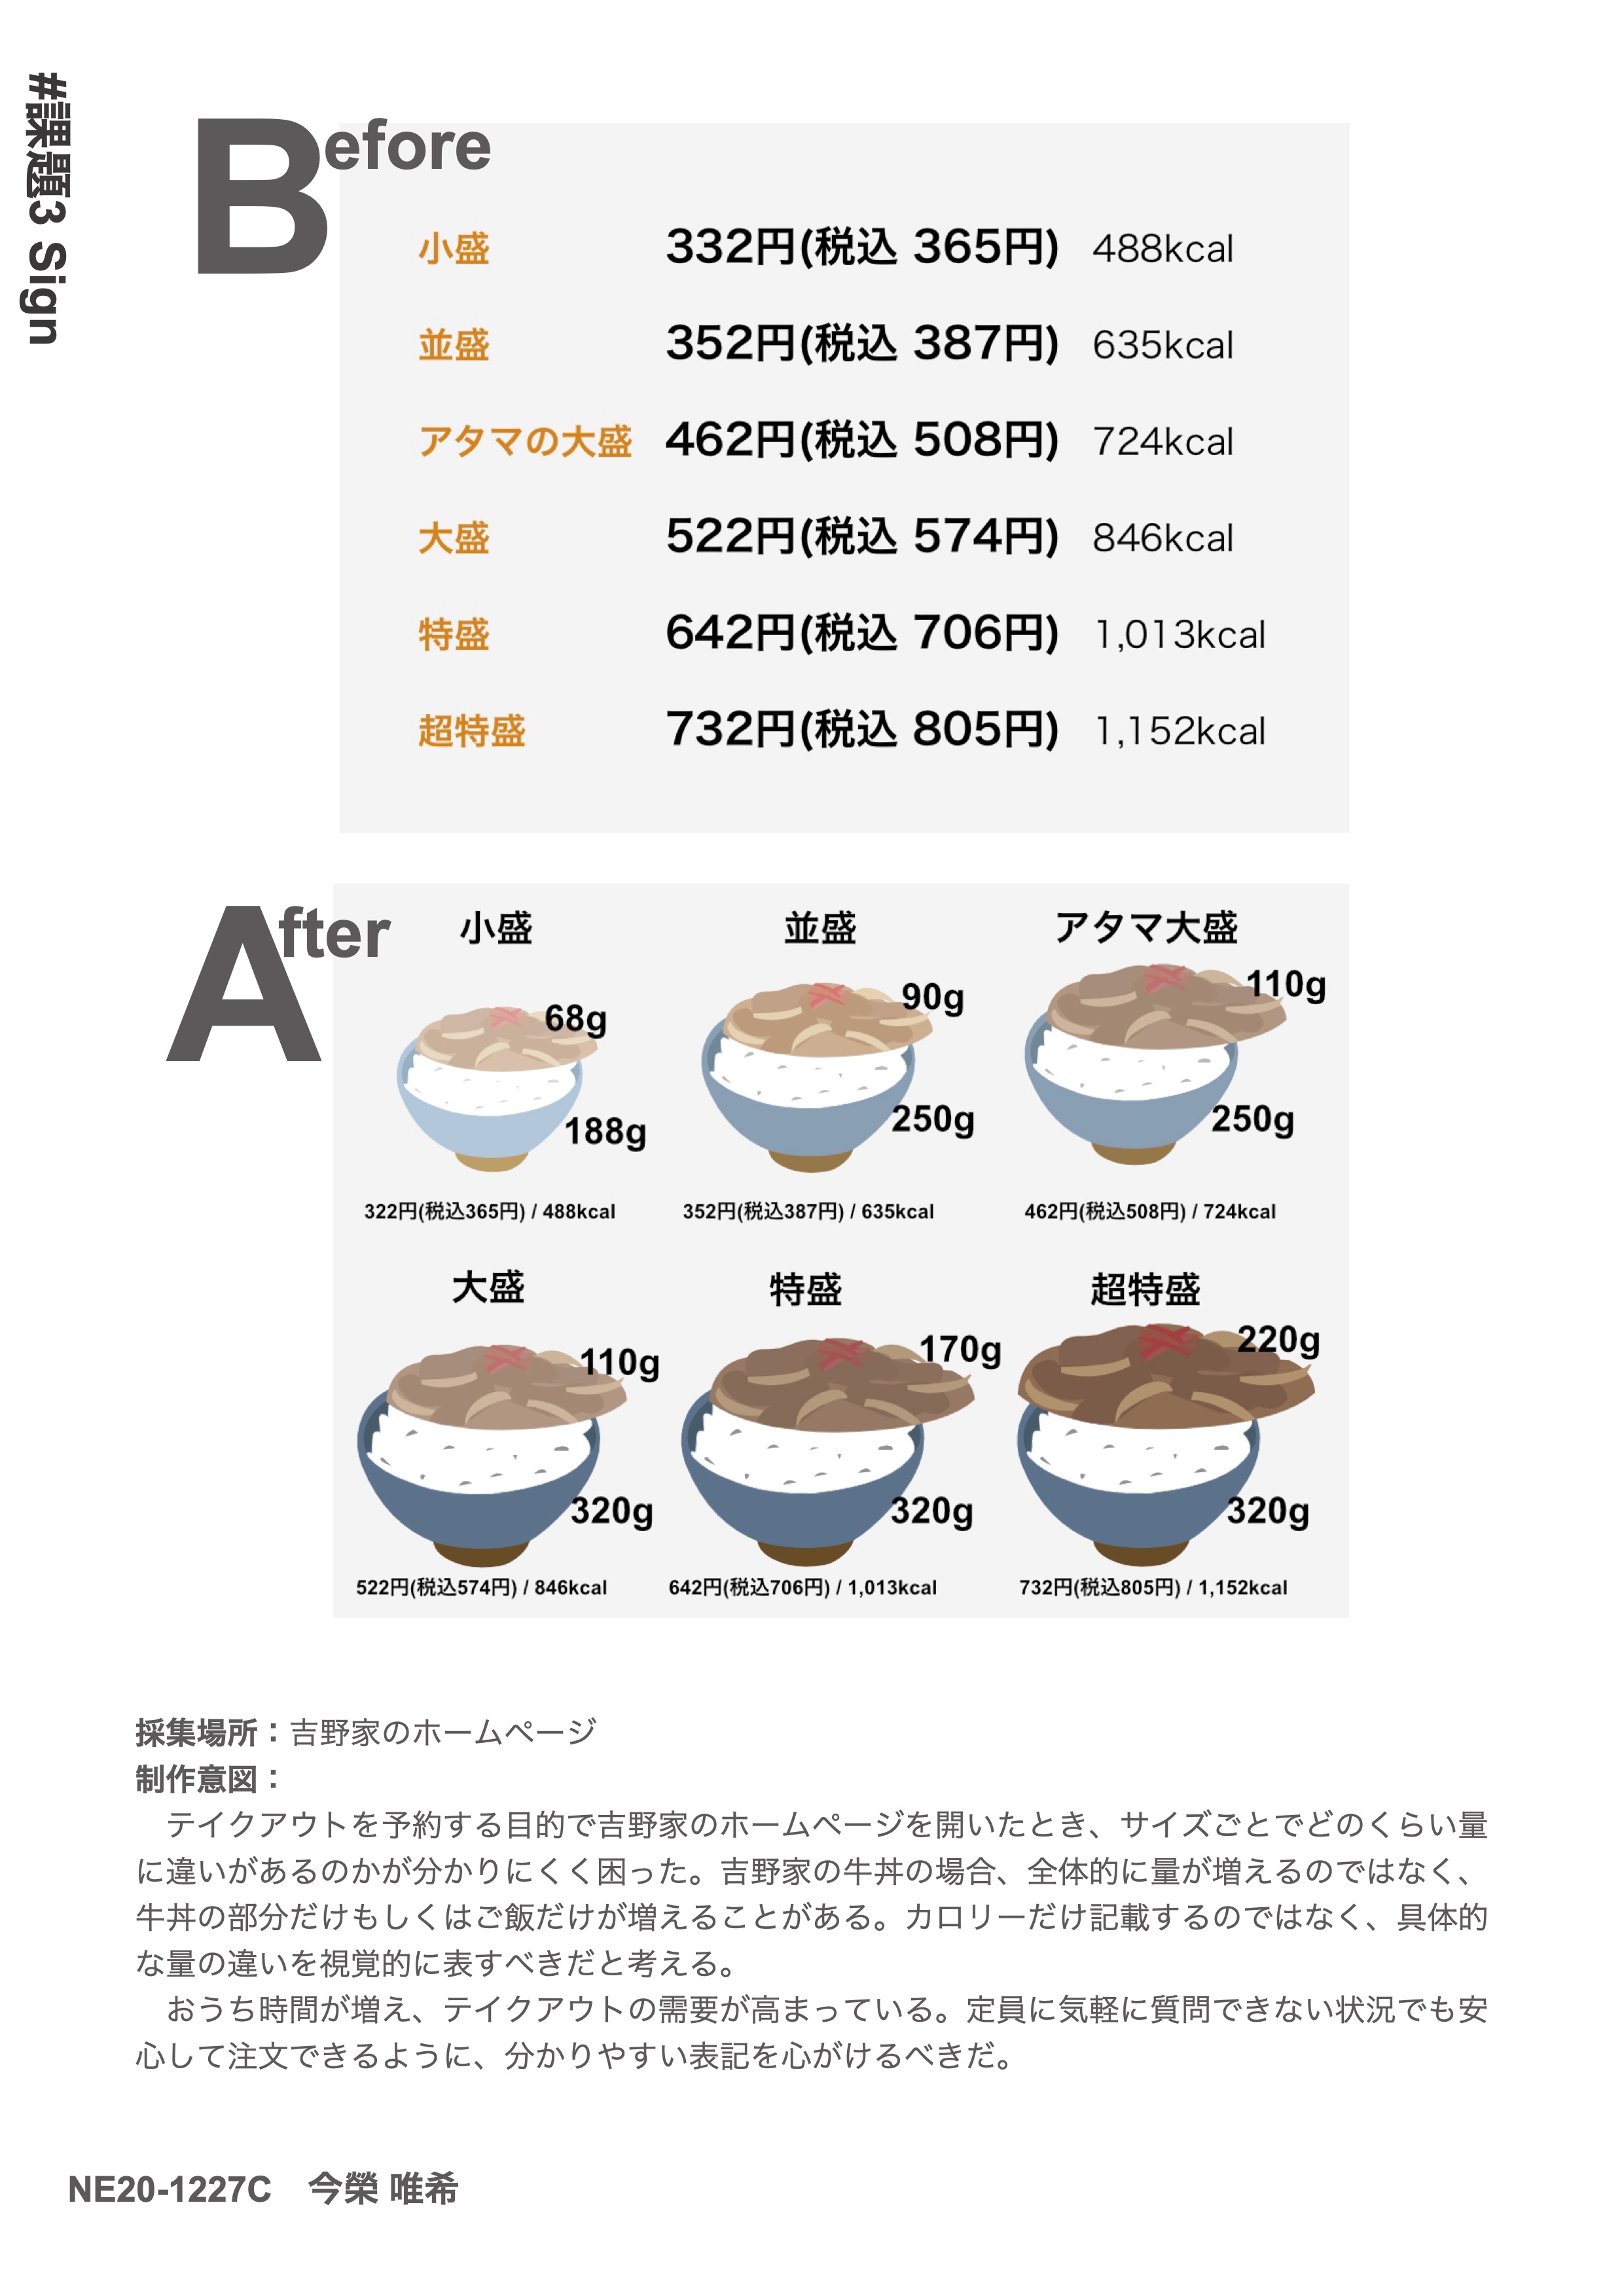 #課題3 Sign
Before
小盛 332円(税込 365円) 488kcal
並盛 352円(税込 387円) 635kcal
アタマの大盛 462円(税込 508円) 724kcal
大盛 522円(税込 574円) 846kcal
特盛 642円(税込 706円) 1,013kcal
超特盛 732円(税込 805円) 1,152kcal
After
小盛 並盛 アタマ大盛
68g 90g 110g
188g 250g 250g
322円(税込365円) / 488kcal 352円(税込387円) / 635kcal 462円(税込508円) / 724kcal
大盛 特盛 超特盛
110g 170g 220g
320g 320g 320g
522円(税込574円) / 846kcal 642円(税込706円) / 1,013kcal 732円(税込805円) / 1,152kcal
採集場所：吉野家のホームページ
制作意図：
　テイクアウトを予約する目的で吉野家のホームページを開いたとき、サイズごとでどのくらい量
に違いがあるのかが分かりにくく困った。吉野家の牛丼の場合、全体的に量が増えるのではなく、
牛丼の部分だけもしくはご飯だけが増えることがある。カロリーだけ記載するのではなく、具体的
な量の違いを視覚的に表すべきだと考える。
　おうち時間が増え、テイクアウトの需要が高まっている。定員に気軽に質問できない状況でも安
心して注文できるように、分かりやすい表記を心がけるべきだ。
NE20-1227C　今榮 唯希